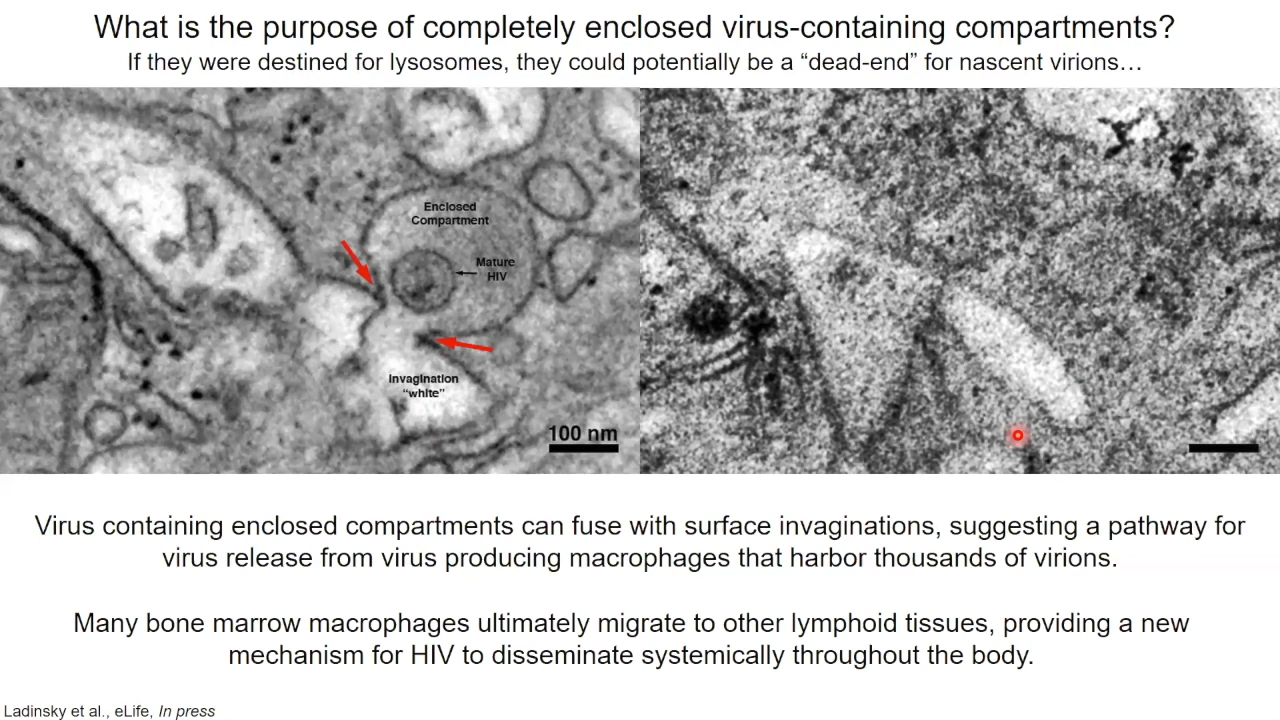 What is the purpose of completely enclosed virus-containing compartments?
If they were destined for lysosomes, they could potentially be a “dead-end” for nascent virions…
Enclosed
Compartment
Mature
HIV
Invagination
“white”
100 nm
Virus containing enclosed compartments can fuse with surface invaginations, suggesting a pathway for
virus release from virus producing macrophages that harbor thousands of virions.
Many bone marrow macrophages ultimately migrate to other lymphoid tissues, providing a new
mechanism for HIV to disseminate systemically throughout the body.
Ladinsky et al., eLife, In press